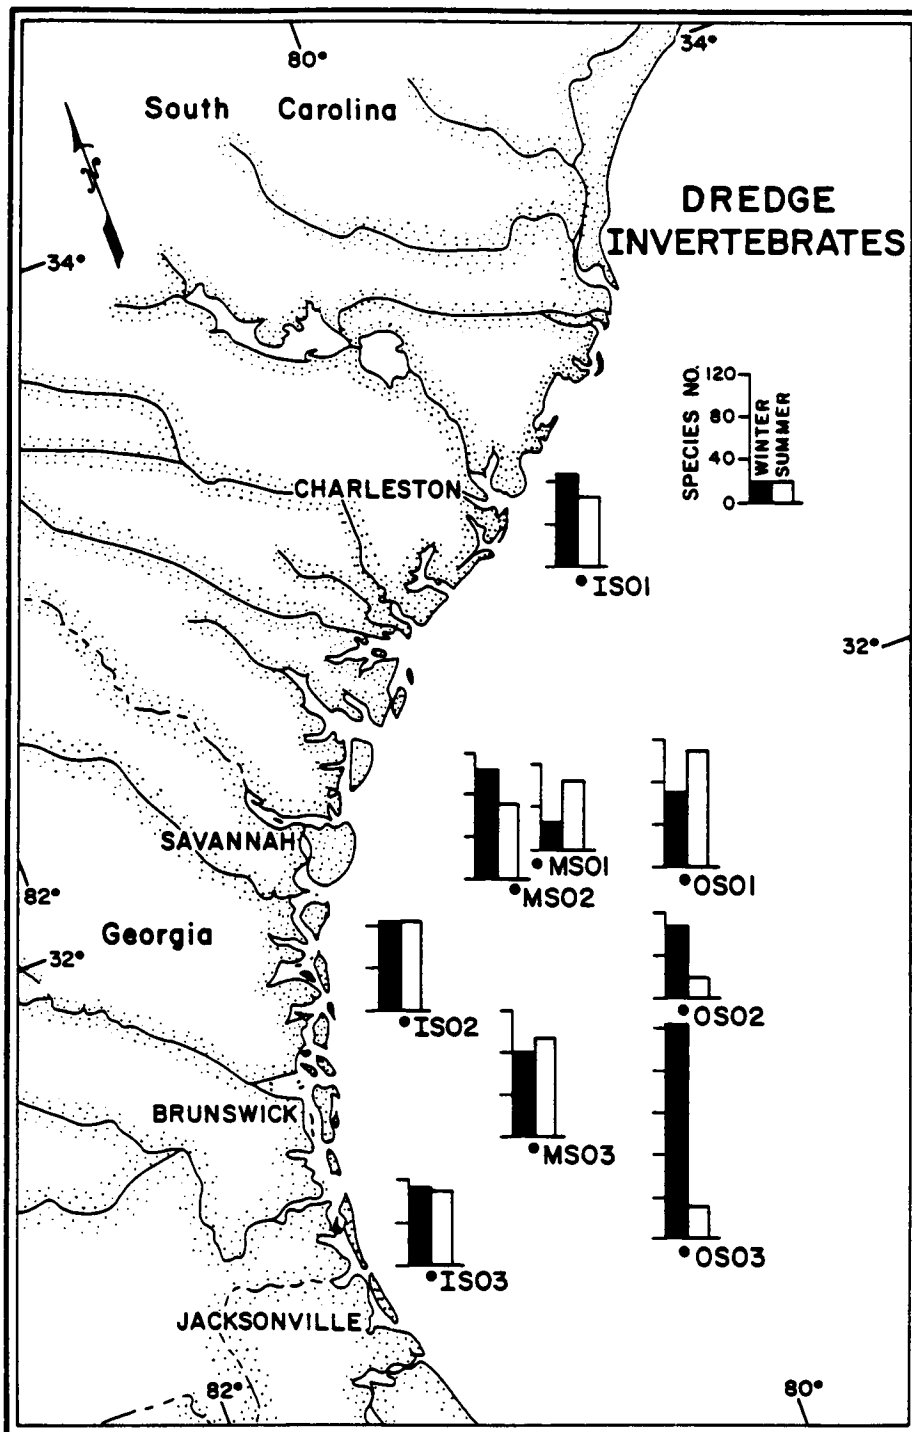 80°
34°
South Carolina
N
DREDGE
INVERTEBRATES
34°
SPECIES NO.
120
80
40
0
WINTER
SUMMER
CHARLESTON
IS01
32°
SAVANNAH
MS01
MS02
OS01
82°
Georgia
32°
IS02
OS02
BRUNSWICK
MS03
OS03
IS03
JACKSONVILLE
82°
80°